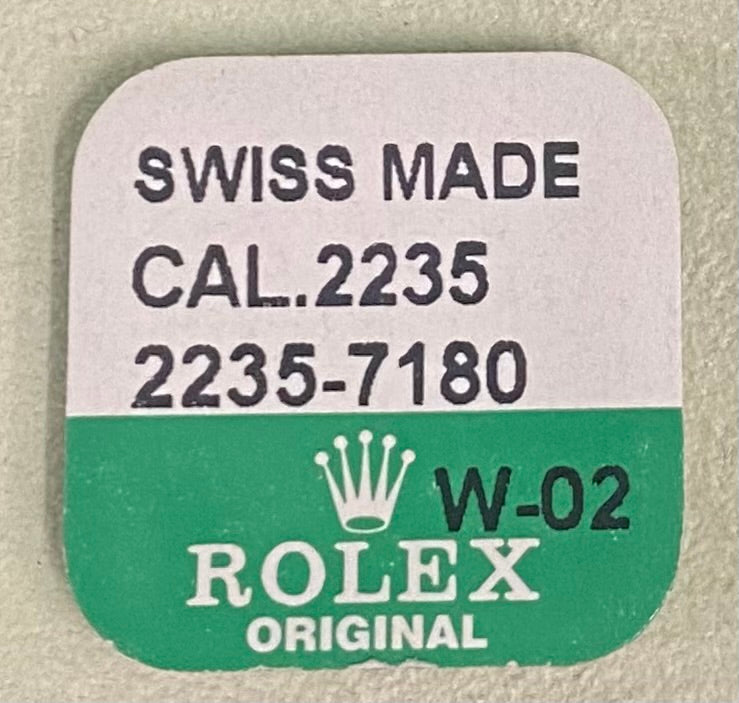 SWISS MADE
CAL.2235
2235-7180
W-02
ROLEX
ORIGINAL